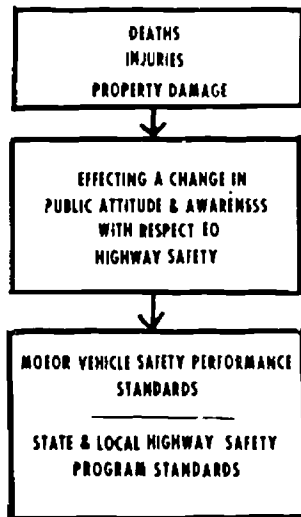 DEATHS
INJURIES
PROPERTY DAMAGE
EFFECTING A CHANGE IN
PUBLIC ATTITUDE & AWARENSS
WITH RESPECT EO
HIGHWAY SAFETY
MOEOR VEHICLE SAFETY PERFORMANCE
STANDARDS
STATE & LOCAL HIGHWAY SAFETY
PROGRAM STANDARDS